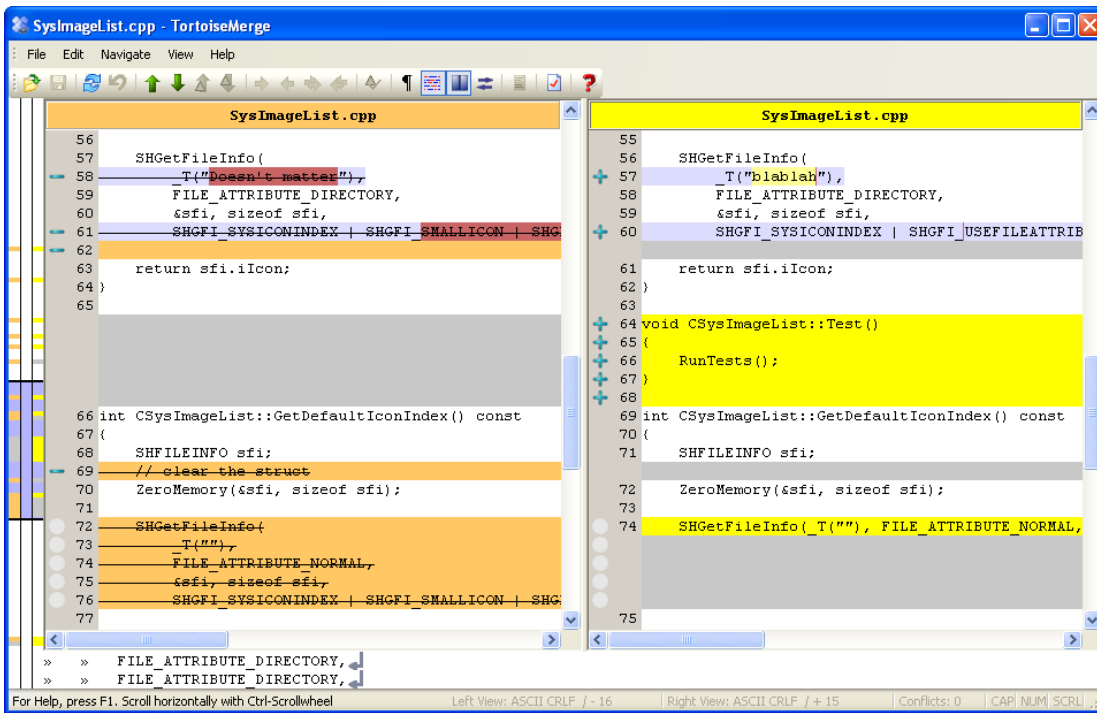 SysImageList.cpp - TortoiseMerge
File Edit Navigate View Help
SysImageList.cpp
56
57 SHGetFileInfo(
58 _T("Doesn't matter"),
59 FILE_ATTRIBUTE_DIRECTORY,
60 &sfi, sizeof sfi,
61 SHGFI_SYSICONINDEX | SHGFI_SMALLICON | SHG
62
63 return sfi.iIcon;
64 }
65
66 int CSysImageList::GetDefaultIconIndex() const
67 {
68 SHFILEINFO sfi;
69 // clear the struct
70 ZeroMemory(&sfi, sizeof sfi);
71
72 SHGetFileInfo(
73 _T(""),
74 FILE_ATTRIBUTE_NORMAL,
75 &sfi, sizeof sfi,
76 SHGFI_SYSICONINDEX | SHGFI_SMALLICON | SHG
77
SysImageList.cpp
55
56 SHGetFileInfo(
57 _T("blablah"),
58 FILE_ATTRIBUTE_DIRECTORY,
59 &sfi, sizeof sfi,
60 SHGFI_SYSICONINDEX | SHGFI_USEFILEATTRIB
61 return sfi.iIcon;
62 }
63
64 void CSysImageList::Test()
65 {
66 RunTests();
67 }
68
69 int CSysImageList::GetDefaultIconIndex() const
70 {
71 SHFILEINFO sfi;
72 ZeroMemory(&sfi, sizeof sfi);
73
74 SHGetFileInfo(_T(""), FILE_ATTRIBUTE_NORMAL,
75
» » FILE_ATTRIBUTE_DIRECTORY,
» » FILE_ATTRIBUTE_DIRECTORY,
For Help, press F1. Scroll horizontally with Ctrl-Scrollwheel Left View: ASCII CRLF / - 16 Right View: ASCII CRLF / + 15 Conflicts: 0 CAP NUM SCRL